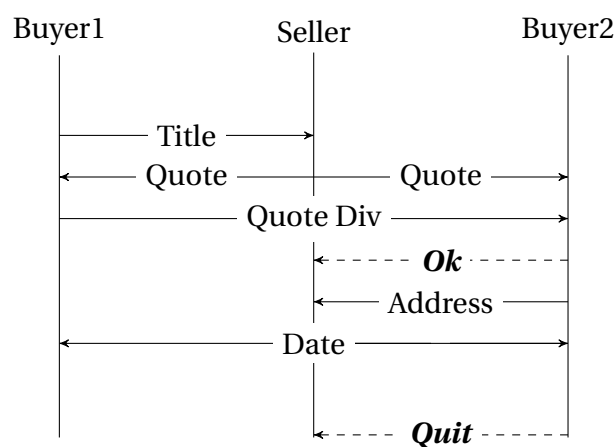 Buyer1 Seller Buyer2
Title
Quote Quote
Quote Div
Ok
Address
Date
Quit